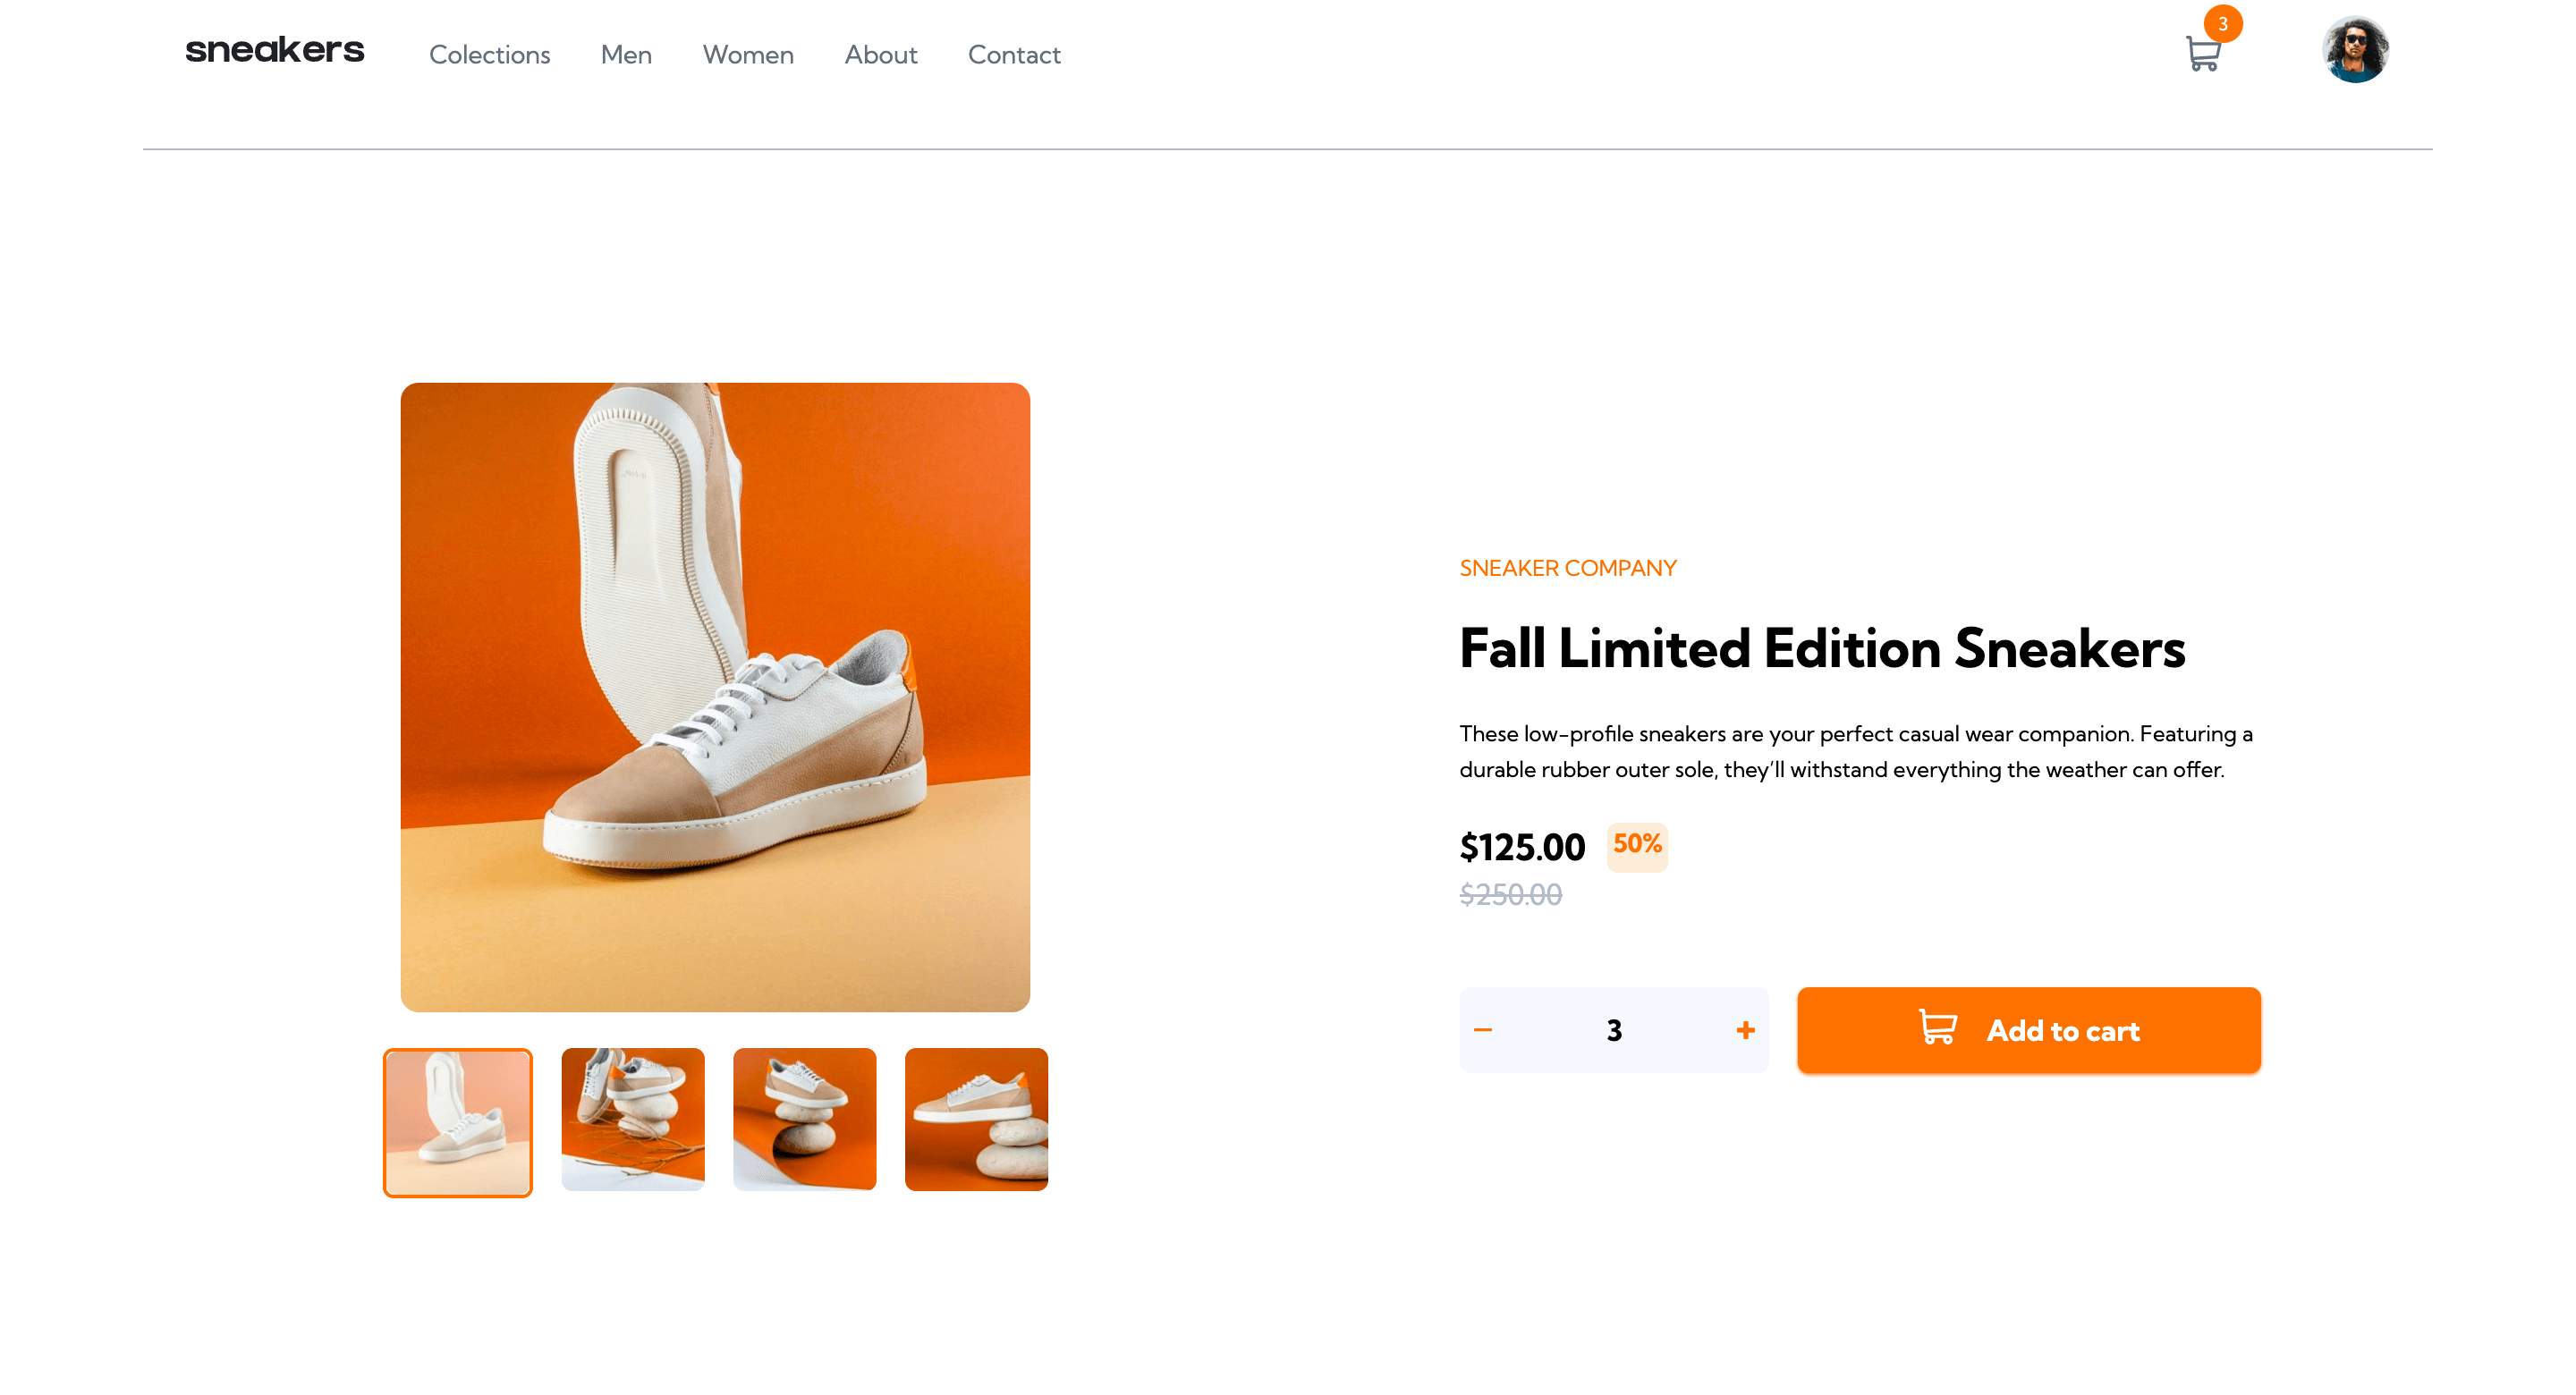 sneakers
Colections
Men
Women
About
Contact
3
SNEAKER COMPANY
Fall Limited Edition Sneakers
These low-profile sneakers are your perfect casual wear companion. Featuring a
durable rubber outer sole, they’ll withstand everything the weather can offer.
$125.00 50%
$250.00
− 3 +
Add to cart